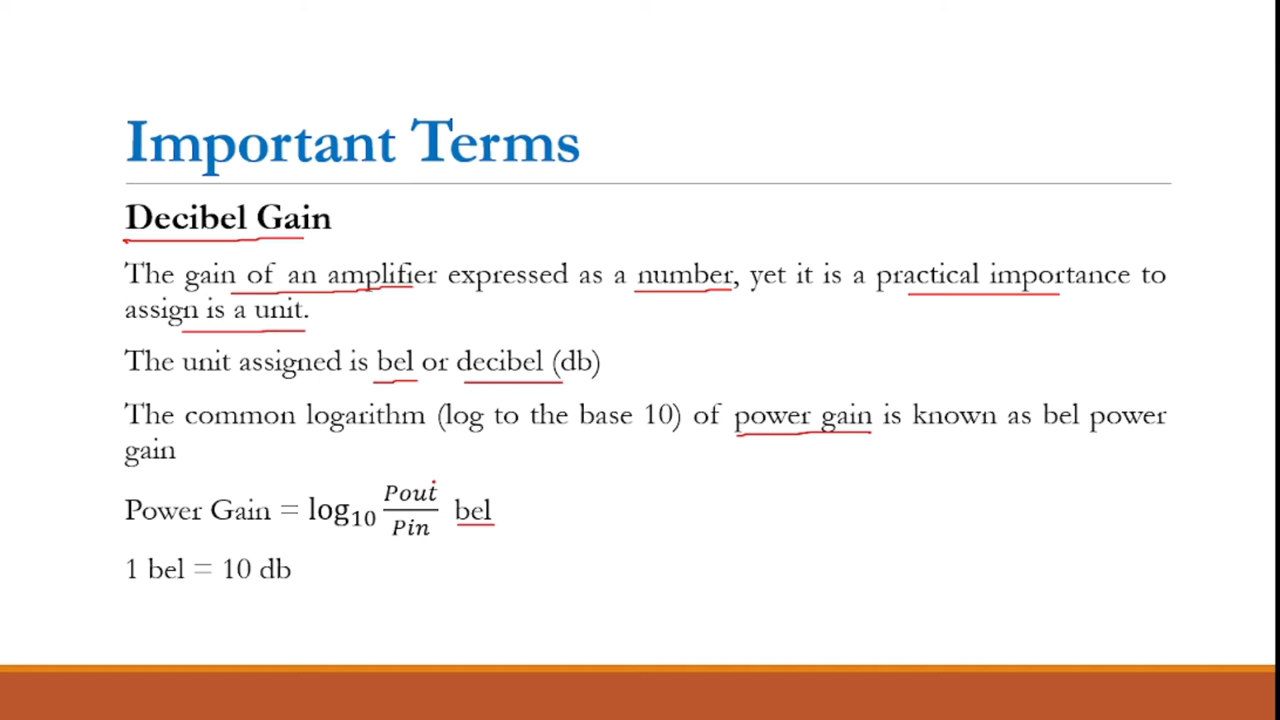 Important Terms
Decibel Gain
The gain of an amplifier expressed as a number, yet it is a practical importance to
assign is a unit.
The unit assigned is bel or decibel (db)
The common logarithm (log to the base 10) of power gain is known as bel power
gain
Power Gain = log₁₀ Pout/Pin bel
1 bel = 10 db